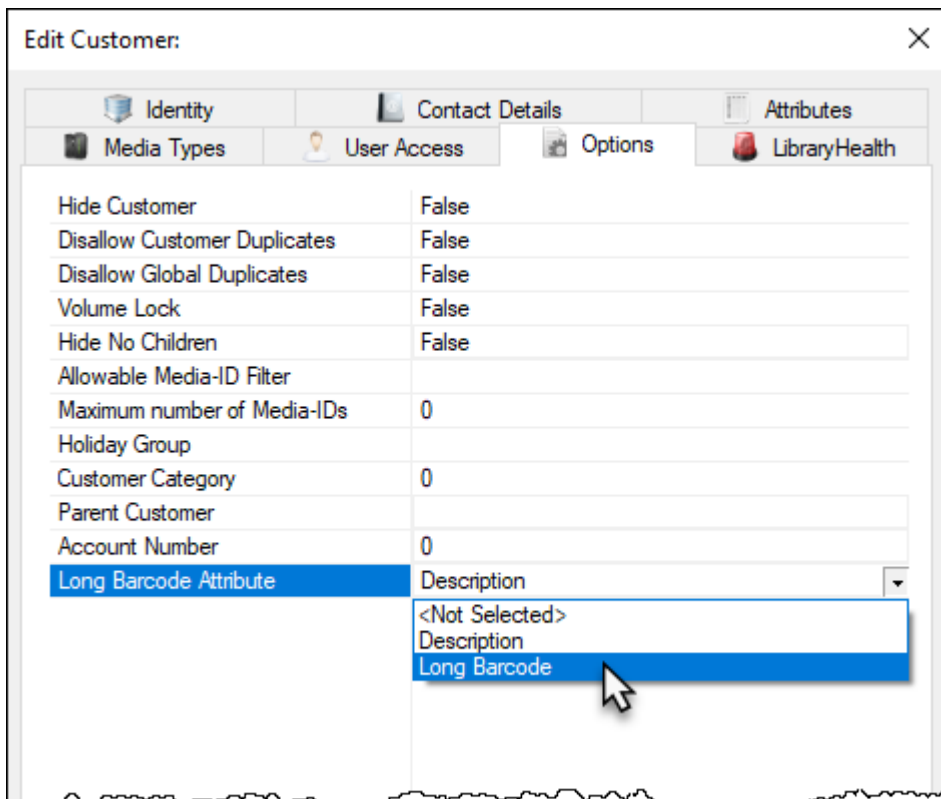 Edit Customer:
Identity Contact Details Attributes
Media Types User Access Options LibraryHealth
Hide Customer False
Disallow Customer Duplicates False
Disallow Global Duplicates False
Volume Lock False
Hide No Children False
Allowable Media-ID Filter
Maximum number of Media-IDs 0
Holiday Group
Customer Category 0
Parent Customer
Account Number 0
Long Barcode Attribute Description
<Not Selected>
Description
Long Barcode